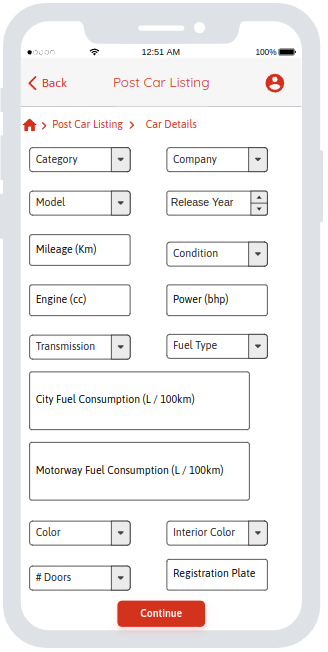 12:51 AM 100%
Back Post Car Listing
Post Car Listing Car Details
Category Company
Model Release Year
Mileage (Km) Condition
Engine (cc) Power (bhp)
Transmission Fuel Type
City Fuel Consumption (L / 100km)
Motorway Fuel Consumption (L / 100km)
Color Interior Color
# Doors Registration Plate
Continue